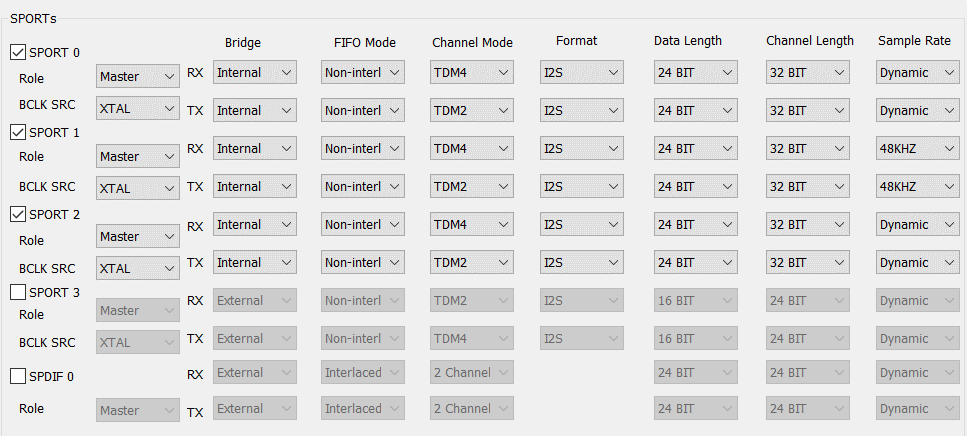 SPORTs
Bridge FIFO Mode Channel Mode Format Data Length Channel Length Sample Rate
SPORT 0
Role Master RX Internal Non-interl TDM4 I2S 24 BIT 32 BIT Dynamic
BCLK SRC XTAL TX Internal Non-interl TDM2 I2S 24 BIT 32 BIT Dynamic
SPORT 1
Role Master RX Internal Non-interl TDM4 I2S 24 BIT 32 BIT 48KHZ
BCLK SRC XTAL TX Internal Non-interl TDM2 I2S 24 BIT 32 BIT 48KHZ
SPORT 2
Role Master RX Internal Non-interl TDM4 I2S 24 BIT 32 BIT Dynamic
BCLK SRC XTAL TX Internal Non-interl TDM2 I2S 24 BIT 32 BIT Dynamic
SPORT 3
Role Master RX External Non-interl TDM2 I2S 16 BIT 24 BIT Dynamic
BCLK SRC XTAL TX External Non-interl TDM4 I2S 16 BIT 24 BIT Dynamic
SPDIF 0 RX External Interlaced 2 Channel 24 BIT 24 BIT Dynamic
Role Master TX External Interlaced 2 Channel 24 BIT 24 BIT Dynamic